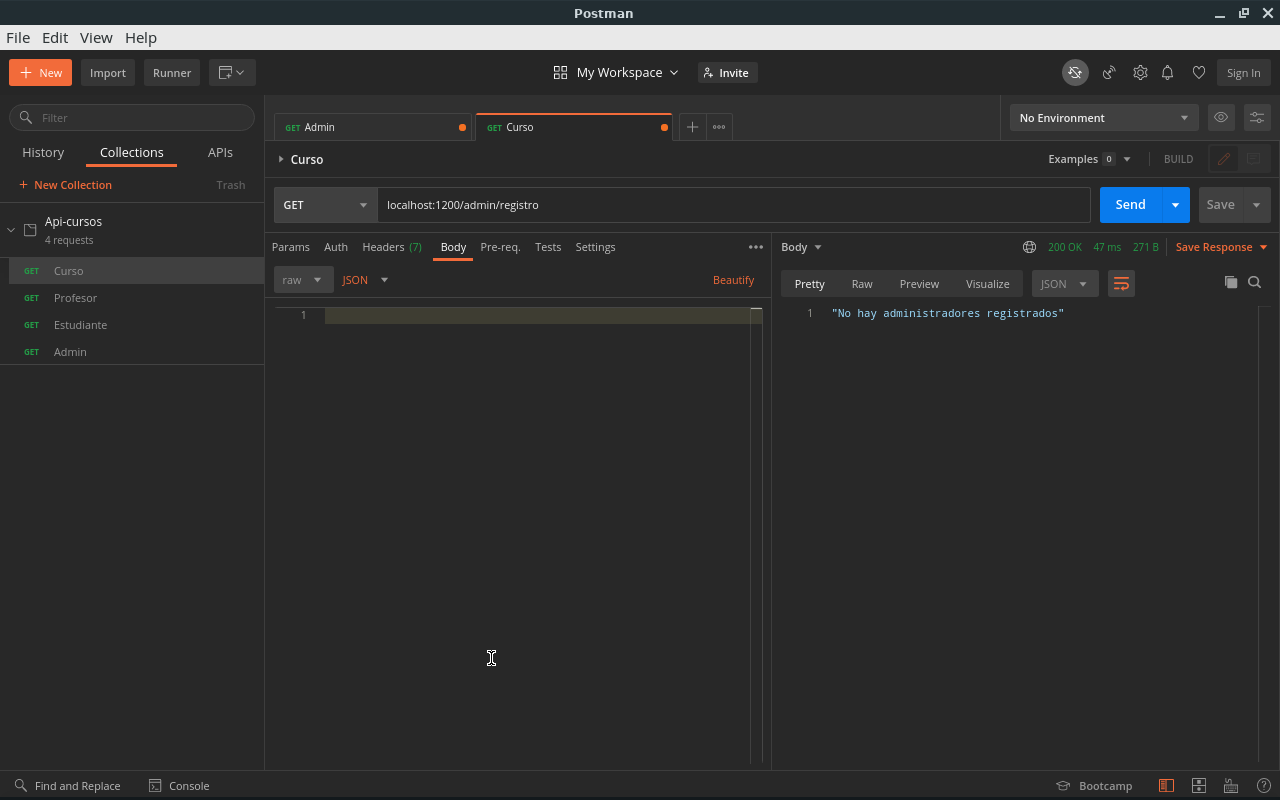 Postman
File Edit View Help
New Import Runner My Workspace Invite Sign In
Filter
History Collections APIs
New Collection Trash
Api-cursos
4 requests
GET Curso
GET Profesor
GET Estudiante
GET Admin
GET Admin GET Curso No Environment
Curso Examples 0 BUILD
GET localhost:1200/admin/registro Send Save
Params Auth Headers (7) Body Pre-req. Tests Settings
raw JSON Beautify
1
Body 200 OK 47 ms 271 B Save Response
Pretty Raw Preview Visualize JSON
1 "No hay administradores registrados"
Find and Replace Console Bootcamp